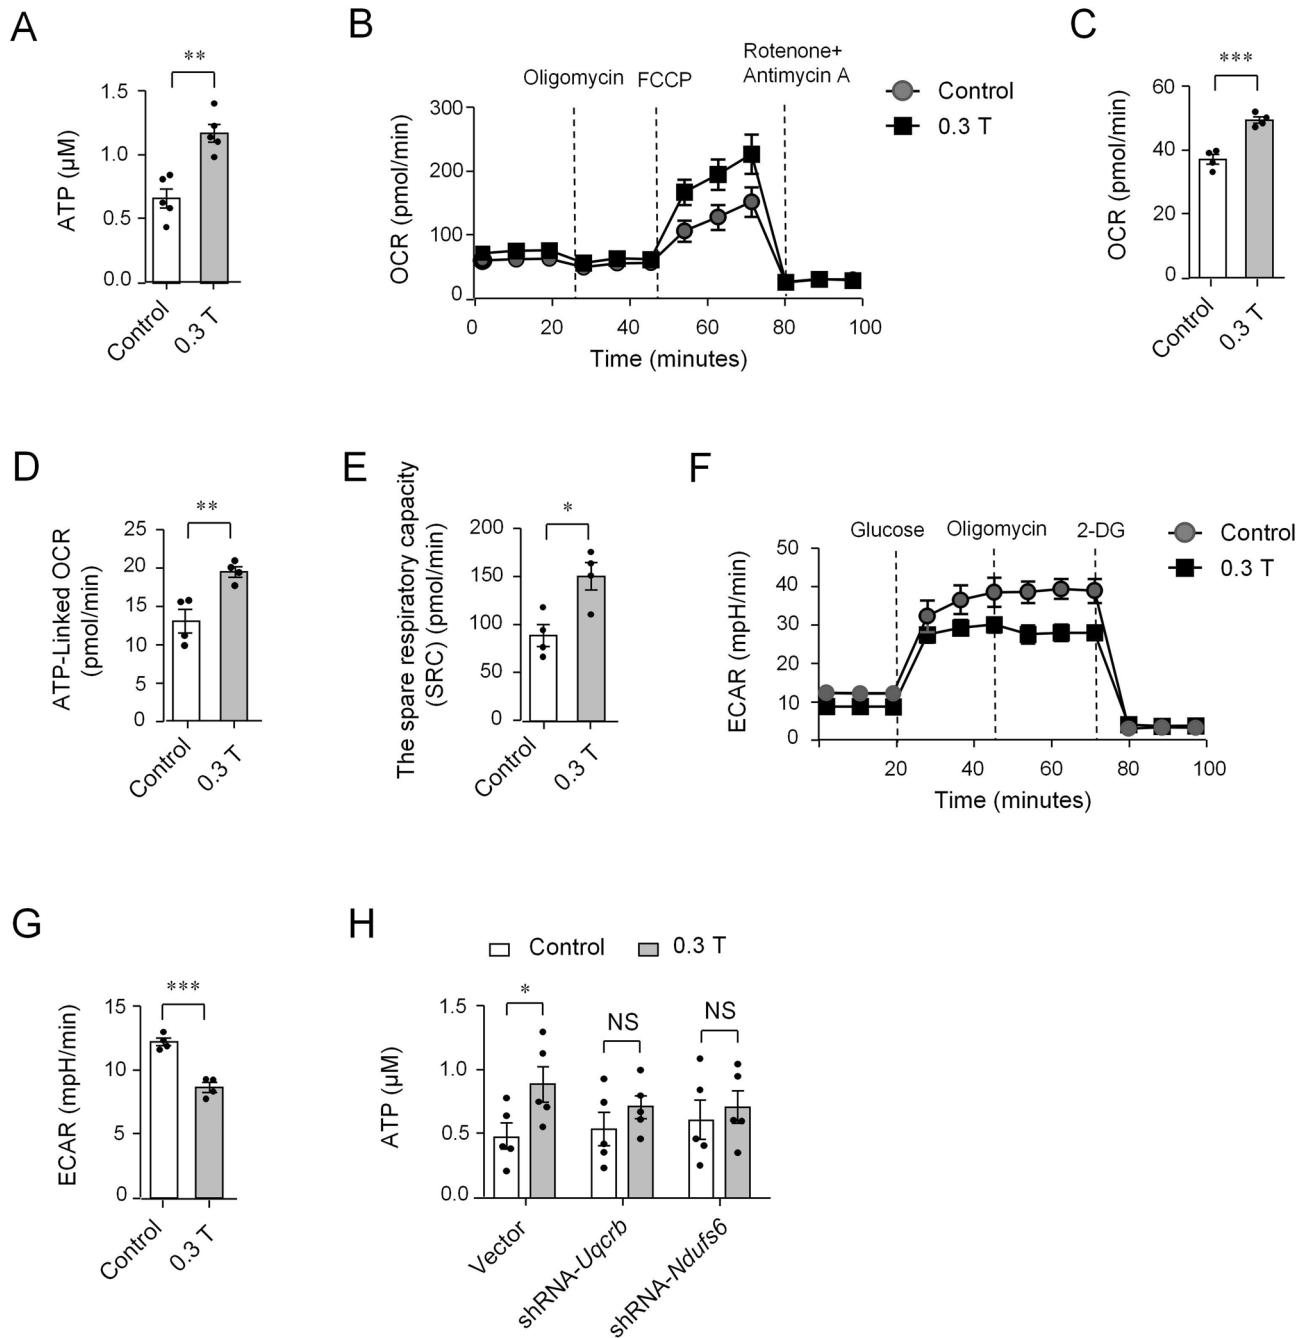 A
ATP (μM)
**
1.5
1.0
0.5
0.0
Control
0.3 T
B
OCR (pmol/min)
Oligomycin
FCCP
Rotenone+
Antimycin A
Control
0.3 T
300
200
100
0
0
20
40
60
80
100
Time (minutes)
C
OCR (pmol/min)
***
60
40
20
0
Control
0.3 T
D
ATP-Linked OCR
(pmol/min)
**
25
20
15
10
5
0
Control
0.3 T
E
The spare respiratory capacity
(SRC) (pmol/min)
*
200
150
100
50
0
Control
0.3 T
F
ECAR (mpH/min)
Glucose
Oligomycin
2-DG
Control
0.3 T
50
40
30
20
10
0
20
40
60
80
100
Time (minutes)
G
ECAR (mpH/min)
***
15
10
5
0
Control
0.3 T
H
Control
0.3 T
ATP (μM)
*
NS
NS
1.5
1.0
0.5
0.0
Vector
shRNA-Uqcrb
shRNA-Ndufs6